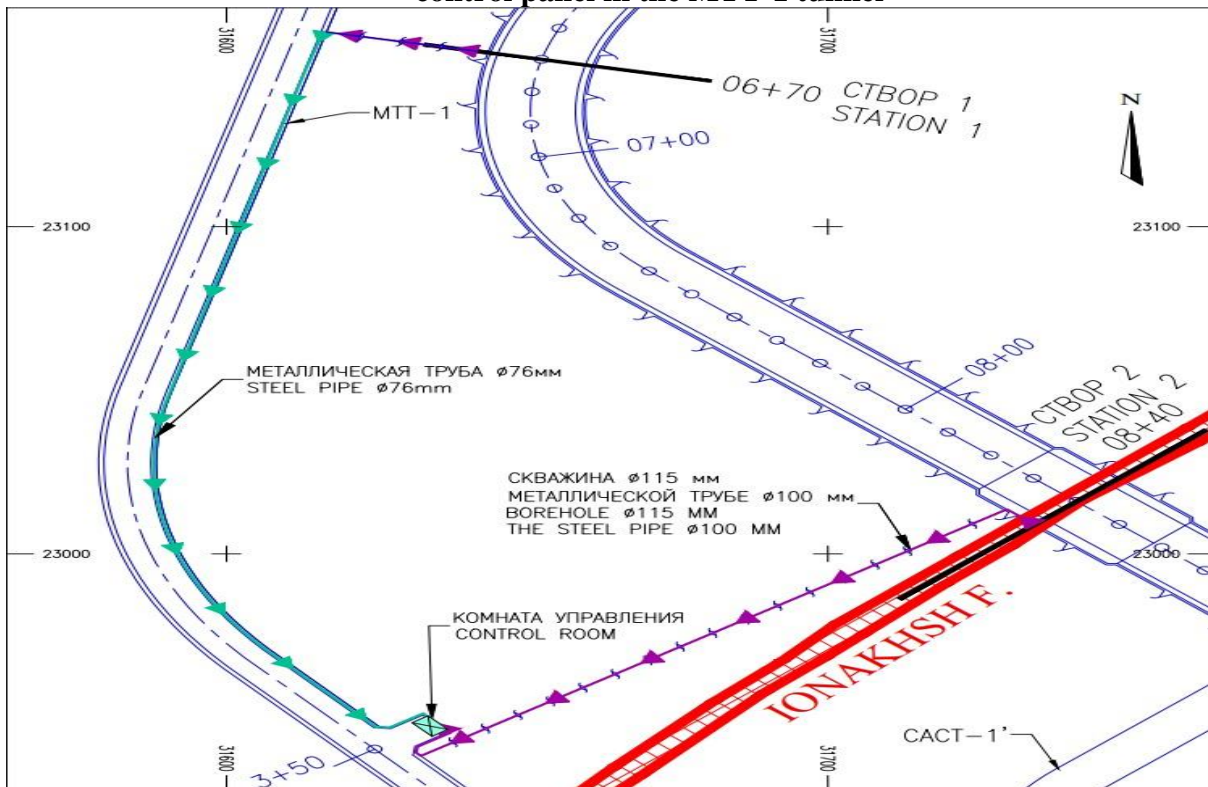 control panel in the tunnel
31600
31700
06+70 СТВОР 1
STATION 1
MTT-1
N
07+00
23100
23100
МЕТАЛЛИЧЕСКАЯ ТРУБА ø76мм
STEEL PIPE ø76mm
08+00
СТВОР 2
STATION 2
08+40
СКВАЖИНА ø115 мм
МЕТАЛЛИЧЕСКОЙ ТРУБЕ ø100 мм
BOREHOLE ø115 MM
THE STEEL PIPE ø100 MM
23000
23000
КОМНАТА УПРАВЛЕНИЯ
CONTROL ROOM
IONAKHSH F.
САСТ-1'
3+50
31600
31700